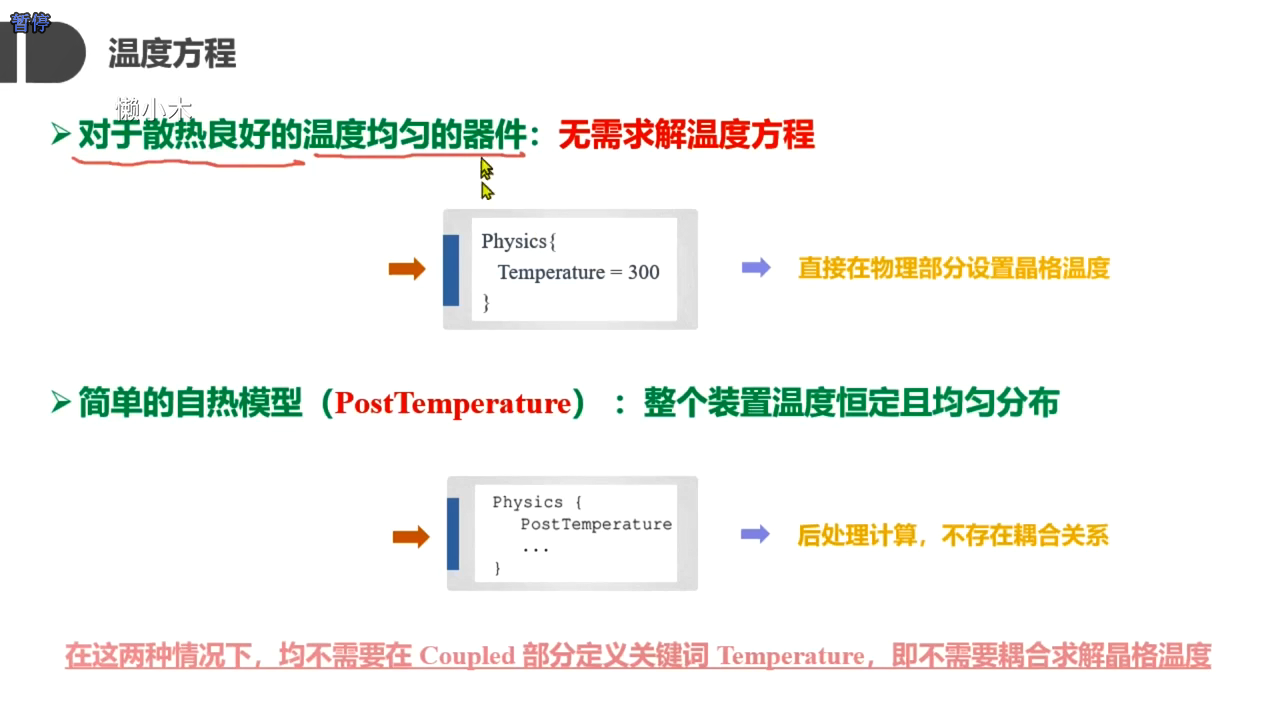 暂停
温度方程
懒小木
对于散热良好的温度均匀的器件：无需求解温度方程
Physics{
Temperature = 300
}
直接在物理部分设置晶格温度
简单的自热模型（PostTemperature）：整个装置温度恒定且均匀分布
Physics {
PostTemperature
...
}
后处理计算，不存在耦合关系
在这两种情况下，均不需要在 Coupled 部分定义关键词 Temperature，即不需要耦合求解晶格温度